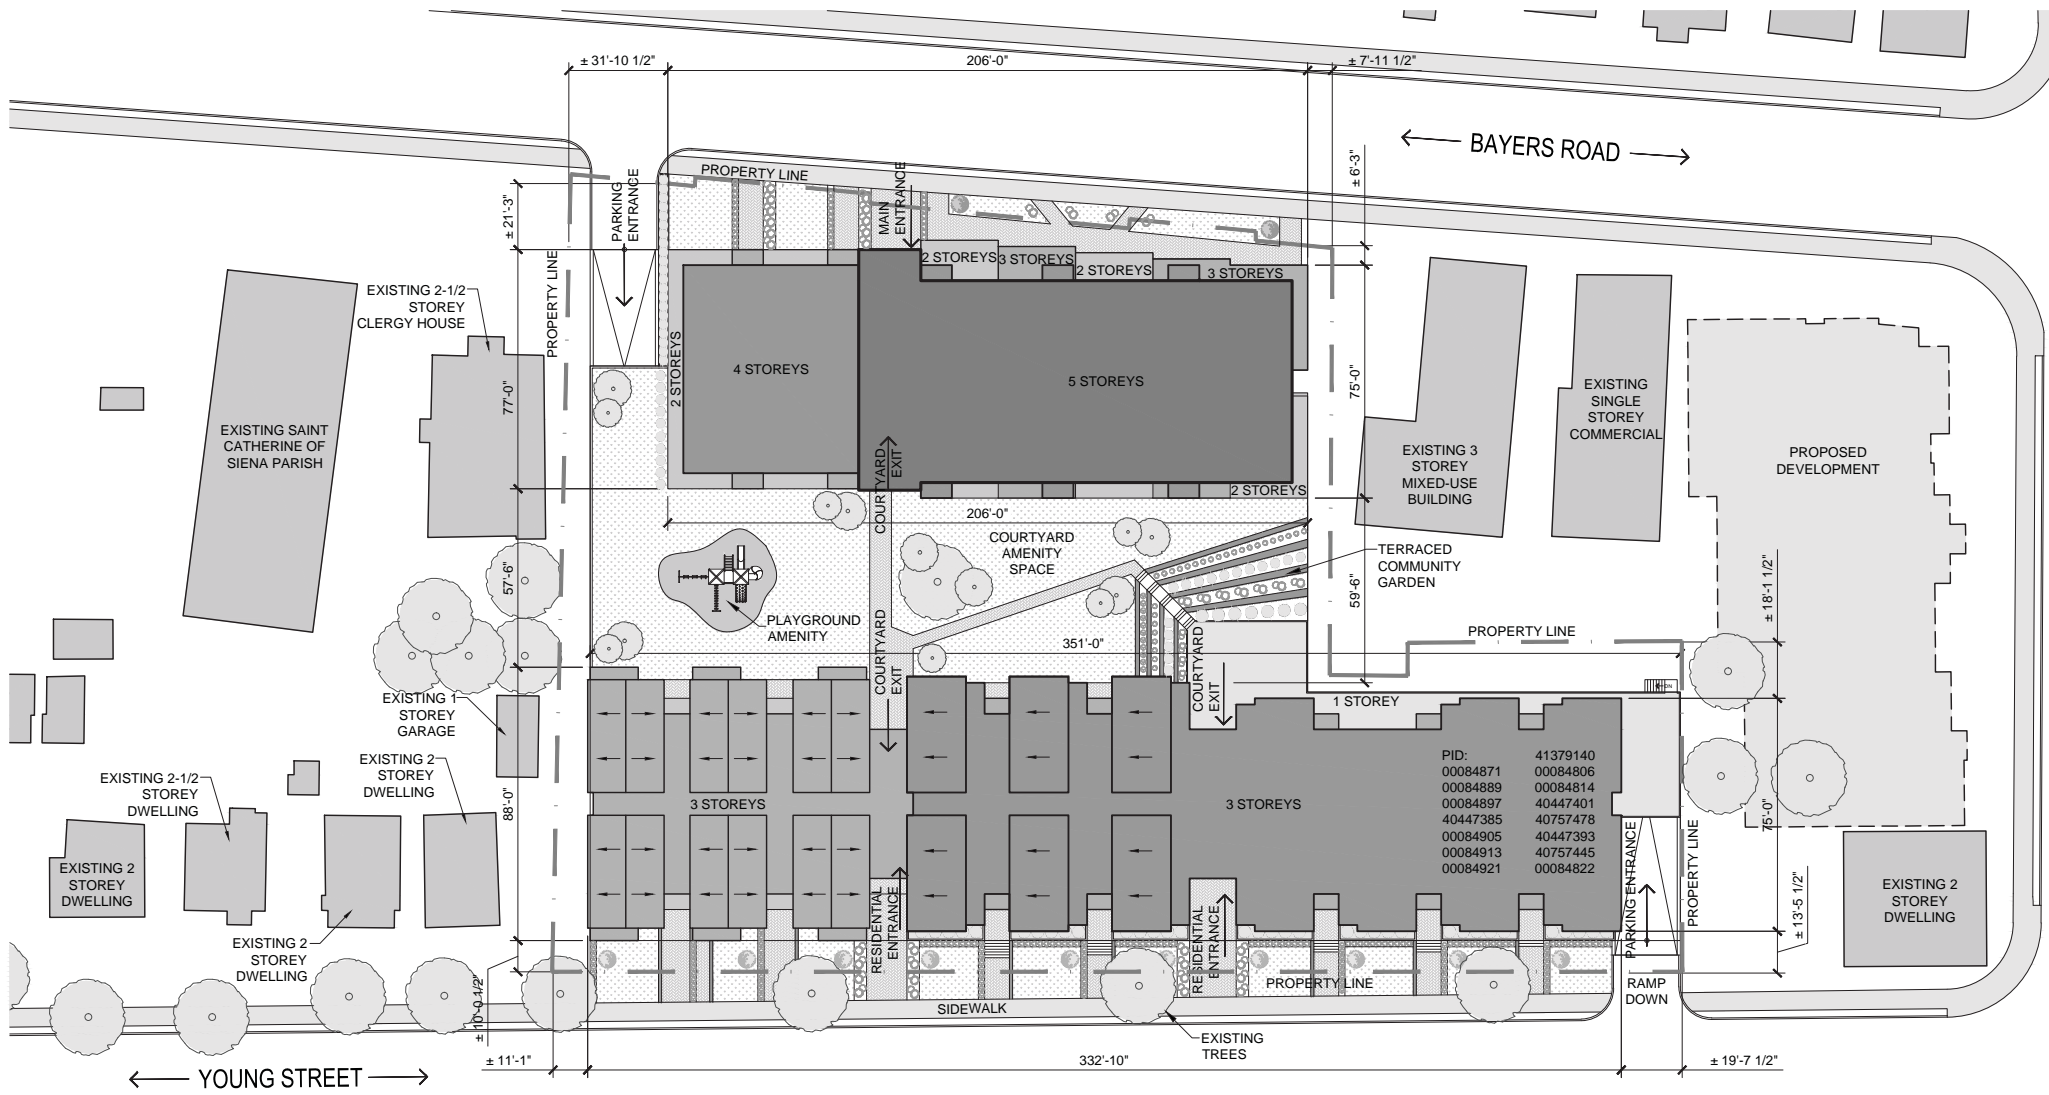 ± 31'-10 1/2"
206'-0"
± 7'-11 1/2"
BAYERS ROAD
± 6'-3"
± 21'-3"
PARKING
ENTRANCE
PROPERTY LINE
MAIN
ENTRANCE
PROPERTY LINE
2 STOREYS
3 STOREYS
2 STOREYS
3 STOREYS
EXISTING 2-1/2
STOREY
CLERGY HOUSE
77'-0"
2 STOREYS
4 STOREYS
5 STOREYS
75'-0"
EXISTING SAINT
CATHERINE OF
SIENA PARISH
EXISTING
SINGLE
STOREY
COMMERCIAL
EXISTING 3
STOREY
MIXED-USE
BUILDING
PROPOSED
DEVELOPMENT
COURTYARD
EXIT
2 STOREYS
206'-0"
COURTYARD
AMENITY
SPACE
TERRACED
COMMUNITY
GARDEN
57'-6"
59'-6"
± 18'-1 1/2"
PLAYGROUND
AMENITY
COURTYARD
EXIT
351'-0"
COURTYARD
EXIT
PROPERTY LINE
DN
1 STOREY
EXISTING 1
STOREY
GARAGE
EXISTING 2
STOREY
DWELLING
EXISTING 2-1/2
STOREY
DWELLING
88'-0"
3 STOREYS
3 STOREYS
PID: 41379140
00084871 00084806
00084889 00084814
00084897 40447401
40447385 40757478
00084905 40447393
00084913 40757445
00084921 00084822
75'-0"
PARKING ENTRANCE
PROPERTY LINE
± 13'-5 1/2"
EXISTING 2
STOREY
DWELLING
EXISTING 2
STOREY
DWELLING
EXISTING 2
STOREY
DWELLING
RESIDENTIAL
ENTRANCE
RESIDENTIAL
ENTRANCE
PROPERTY LINE
RAMP
DOWN
± 10'-0 1/2"
SIDEWALK
EXISTING
TREES
± 11'-1"
332'-10"
± 19'-7 1/2"
YOUNG STREET